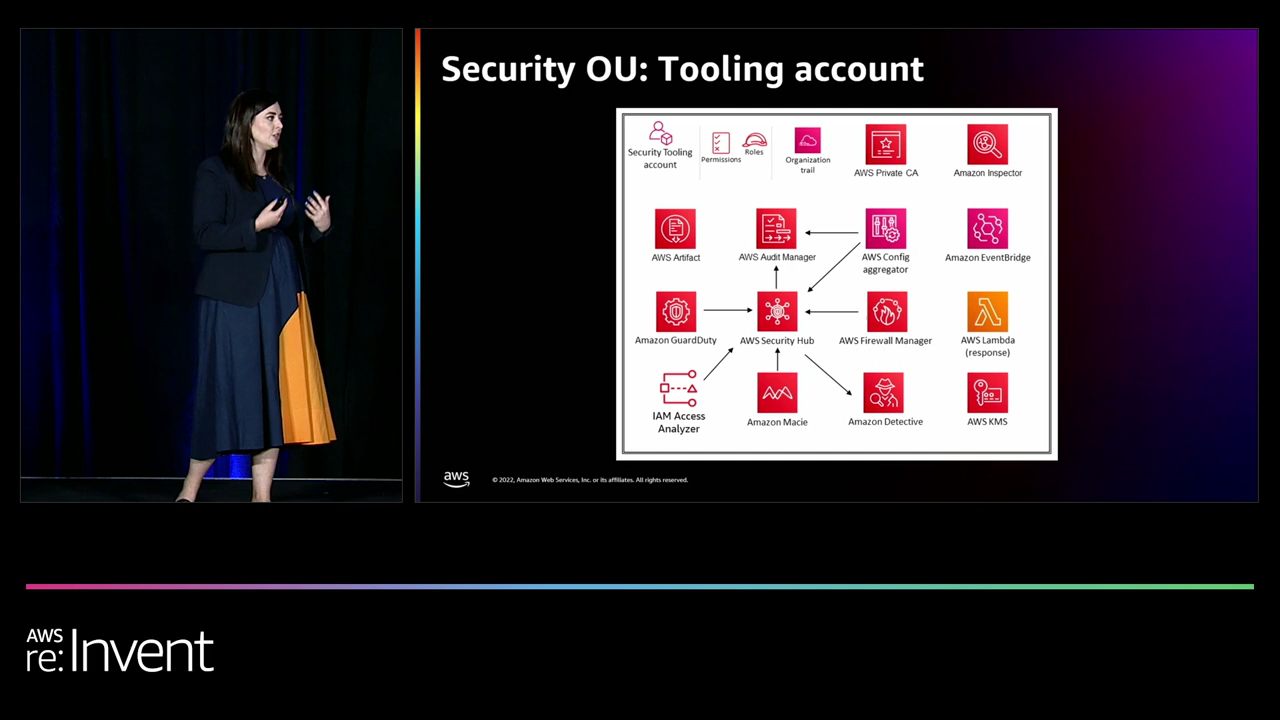 Security OU: Tooling account
Security Tooling
account
Permissions
Roles
Organization
trail
AWS Private CA
Amazon Inspector
AWS Artifact
AWS Audit Manager
AWS Config
aggregator
Amazon EventBridge
Amazon GuardDuty
AWS Security Hub
AWS Firewall Manager
AWS Lambda
(response)
IAM Access
Analyzer
Amazon Macie
Amazon Detective
AWS KMS
aws
© 2022, Amazon Web Services, Inc. or its affiliates. All rights reserved.
AWS
re:Invent